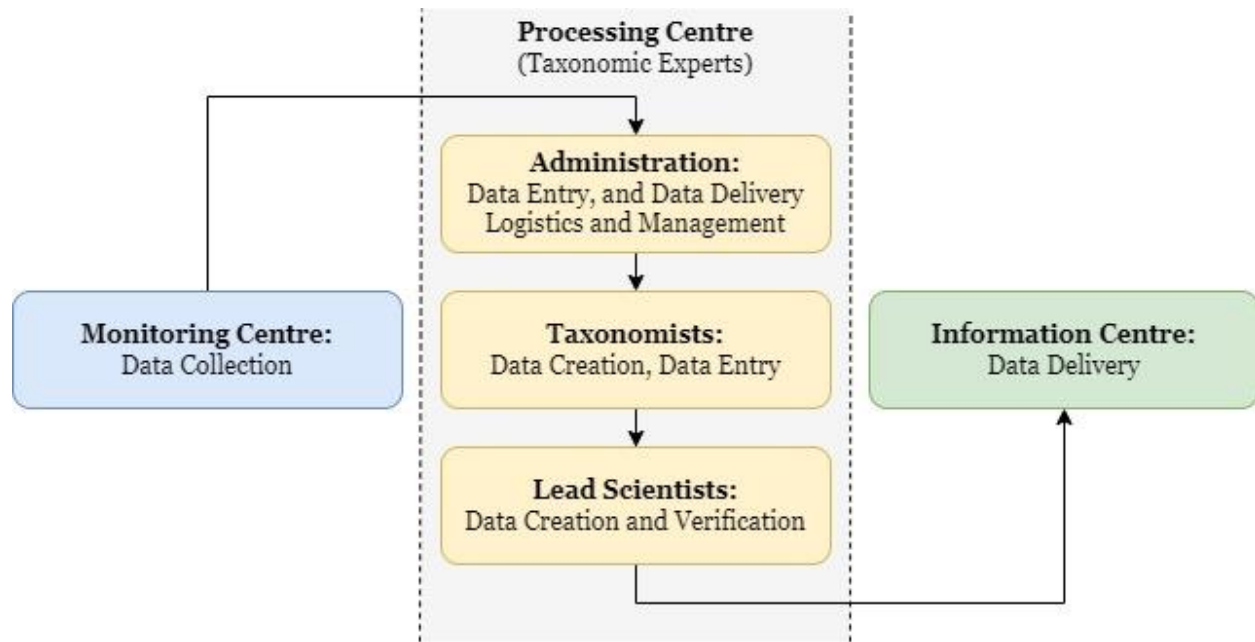 Processing Centre
(Taxonomic Experts)
Administration:
Data Entry, and Data Delivery
Logistics and Management
Monitoring Centre:
Data Collection
Taxonomists:
Data Creation, Data Entry
Information Centre:
Data Delivery
Lead Scientists:
Data Creation and Verification